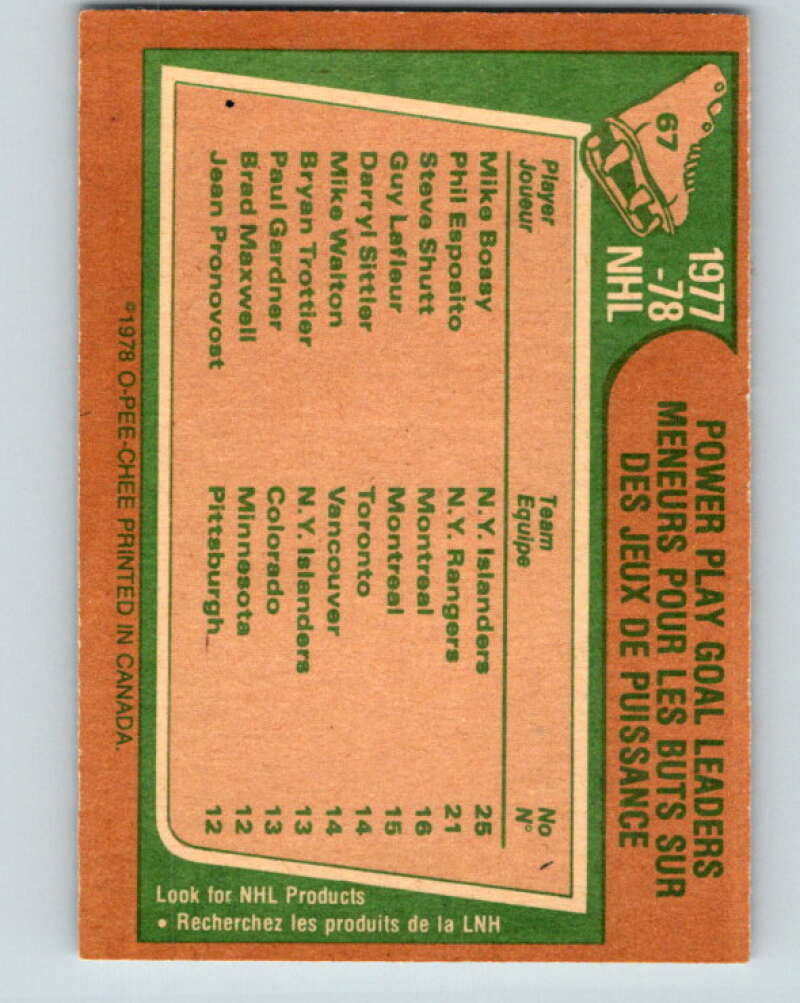 67
1977
-78
NHL
POWER PLAY GOAL LEADERS
MENEURS POUR LES BUTS SUR
DES JEUX DE PUISSANCE
Player Team No
Joueur Equipe N°
Mike Bossy N.Y. Islanders 25
Phil Esposito N.Y. Rangers 21
Steve Shutt Montreal 16
Guy Lafleur Montreal 15
Darryl Sittler Toronto 14
Mike Walton Vancouver 14
Bryan Trottier N.Y. Islanders 13
Paul Gardner Colorado 13
Brad Maxwell Minnesota 12
Jean Pronovost Pittsburgh 12
©1978 O-PEE-CHEE PRINTED IN CANADA.
Look for NHL Products
• Recherchez les produits de la LNH